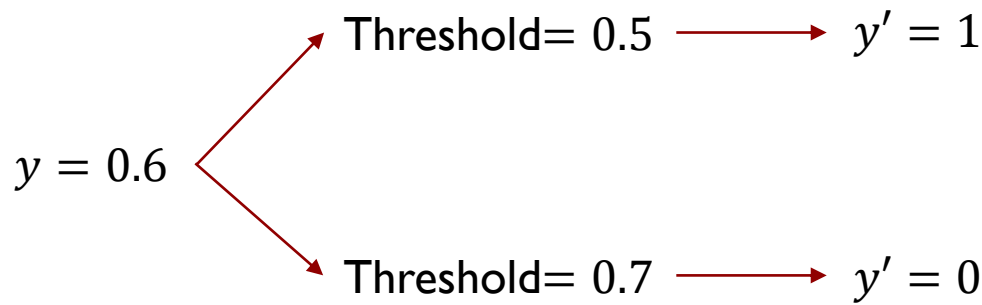 Threshold= 0.5 y′ = 1
y = 0.6
Threshold= 0.7 y′ = 0